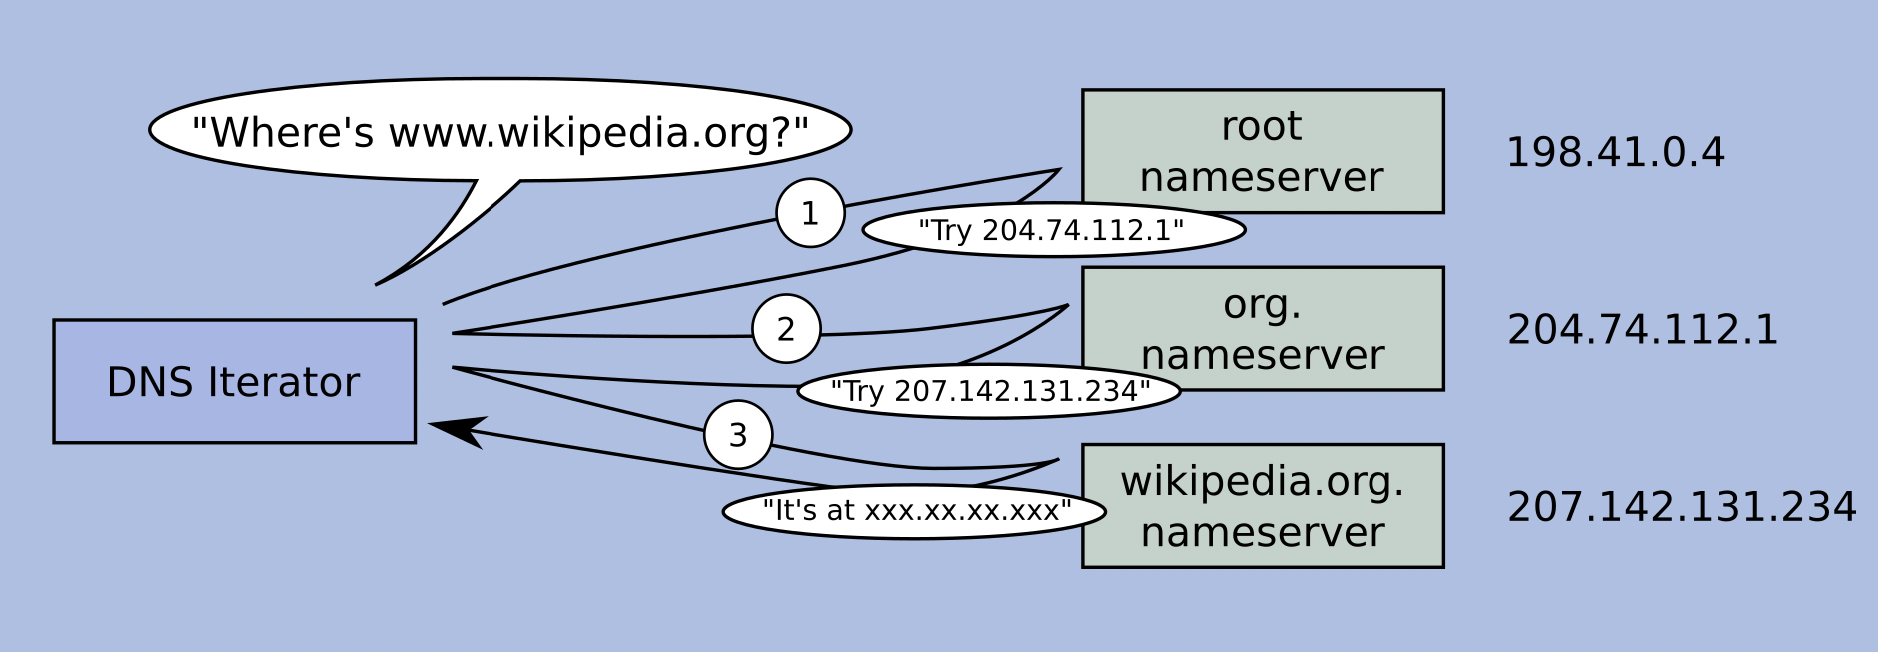 "Where's www.wikipedia.org?"
DNS Iterator
1
2
3
root
nameserver
198.41.0.4
"Try 204.74.112.1"
org.
nameserver
204.74.112.1
"Try 207.142.131.234"
wikipedia.org.
nameserver
207.142.131.234
"It's at xxx.xx.xx.xxx"